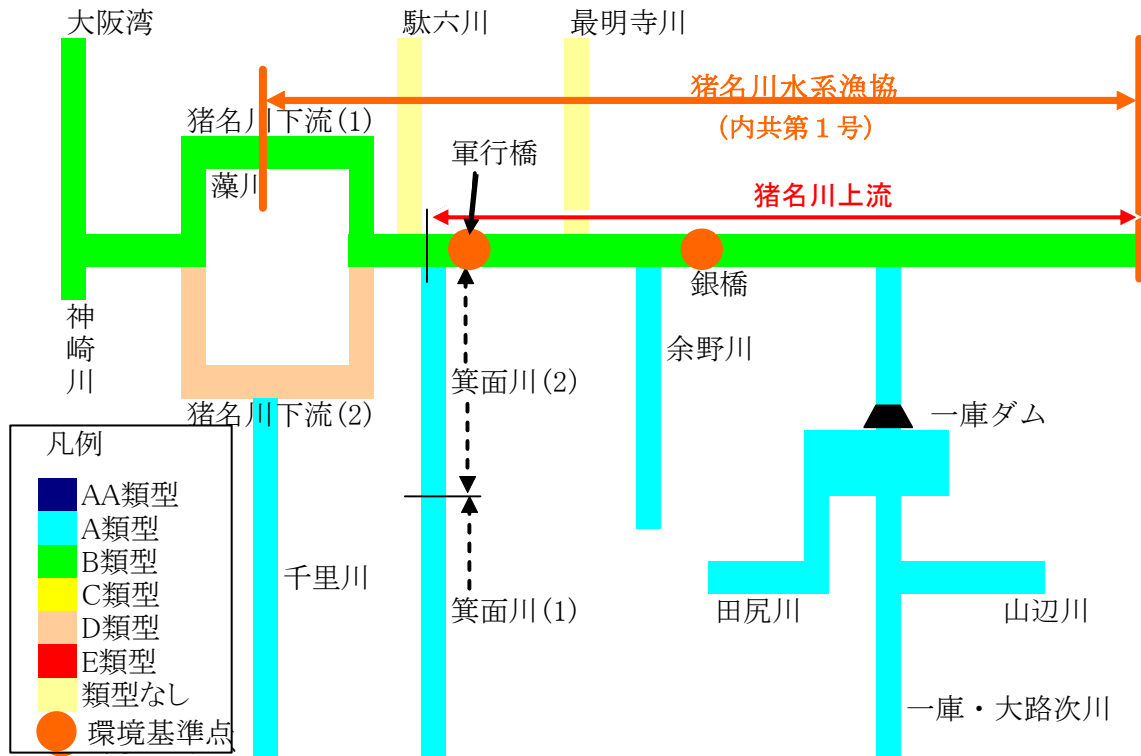 大阪湾
駄六川
最明寺川
猪名川水系漁協
(内共第1号)
猪名川下流(1)
軍行橋
藻川
猪名川上流
銀橋
神崎川
余野川
箕面川(2)
猪名川下流(2)
一庫ダム
凡例
AA類型
A類型
B類型
C類型
D類型
E類型
類型なし
環境基準点
千里川
箕面川(1)
田尻川
山辺川
一庫・大路次川